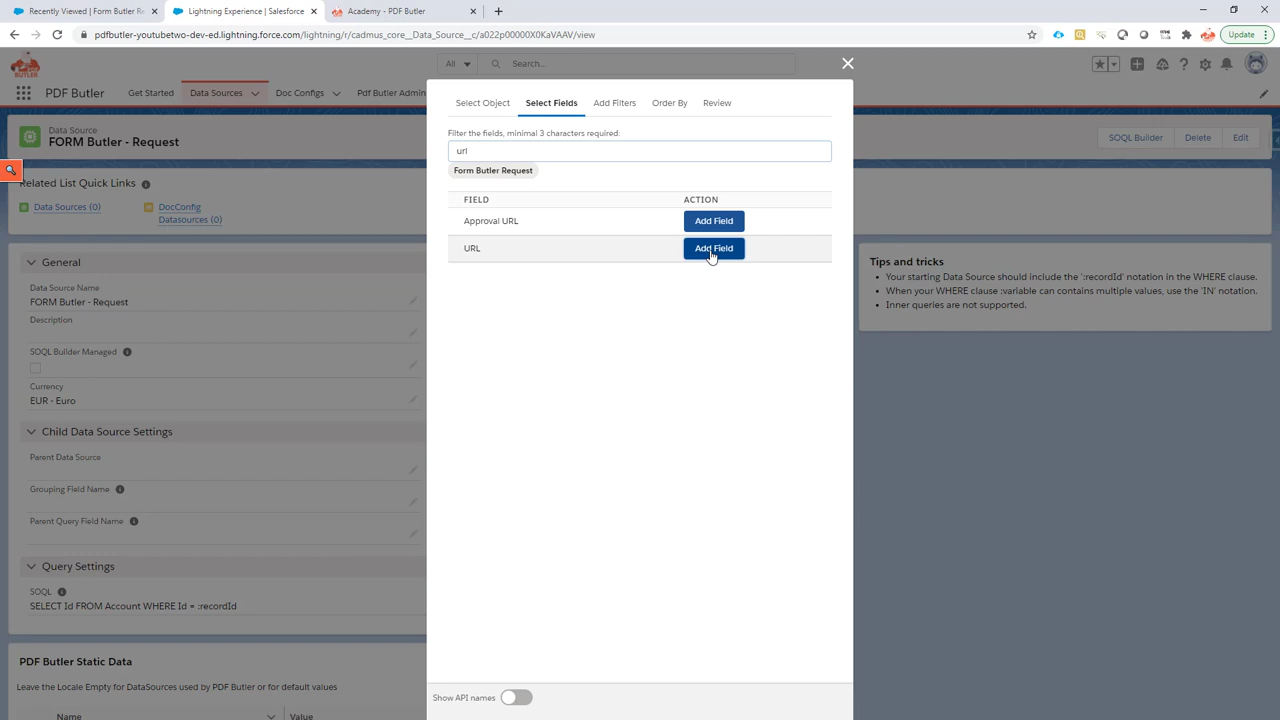 Recently Viewed | Form Butler Re
Lightning Experience | Salesforce
Academy - PDF Butler
pdfbutler-youtubetwo-dev-ed.lightning.force.com/lightning/r/cadmus_core__Data_Source__c/a022p00000X0KaVAAV/view
Update
BUTLER
All
Search...
PDF Butler
Get Started
Data Sources
Doc Configs
Pdf Butler Admin
Data Source
FORM Butler - Request
SOQL Builder
Delete
Edit
Related List Quick Links
Data Sources (0)
DocConfig Datasources (0)
General
Data Source Name
FORM Butler - Request
Description
SOQL Builder Managed
Currency
EUR - Euro
Child Data Source Settings
Parent Data Source
Grouping Field Name
Parent Query Field Name
Query Settings
SOQL
SELECT Id FROM Account WHERE Id = :recordId
PDF Butler Static Data
Leave the Locale Empty for DataSources used by PDF Butler or for default values
Name
Value
Select Object
Select Fields
Add Filters
Order By
Review
Filter the fields, minimal 3 characters required:
url
Form Butler Request
FIELD ACTION
Approval URL Add Field
URL Add Field
Show API names
Tips and tricks
Your starting Data Source should include the ':recordId' notation in the WHERE clause.
When your WHERE clause :variable can contains multiple values, use the 'IN' notation.
Inner queries are not supported.